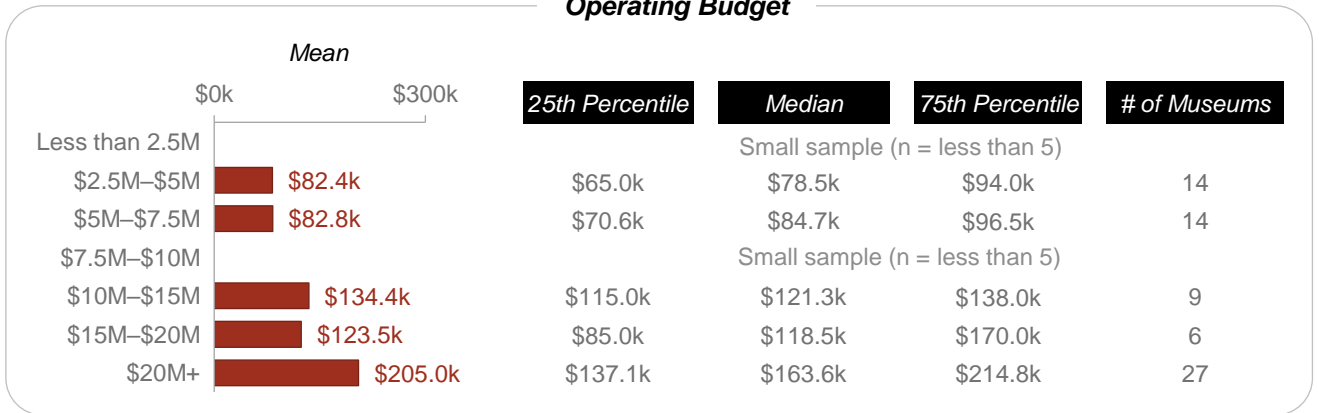 Operating Budget
Mean
$0k $300k 25th Percentile Median 75th Percentile # of Museums
Less than 2.5M Small sample (n = less than 5)
$2.5M–$5M $82.4k $65.0k $78.5k $94.0k 14
$5M–$7.5M $82.8k $70.6k $84.7k $96.5k 14
$7.5M–$10M Small sample (n = less than 5)
$10M–$15M $134.4k $115.0k $121.3k $138.0k 9
$15M–$20M $123.5k $85.0k $118.5k $170.0k 6
$20M+ $205.0k $137.1k $163.6k $214.8k 27